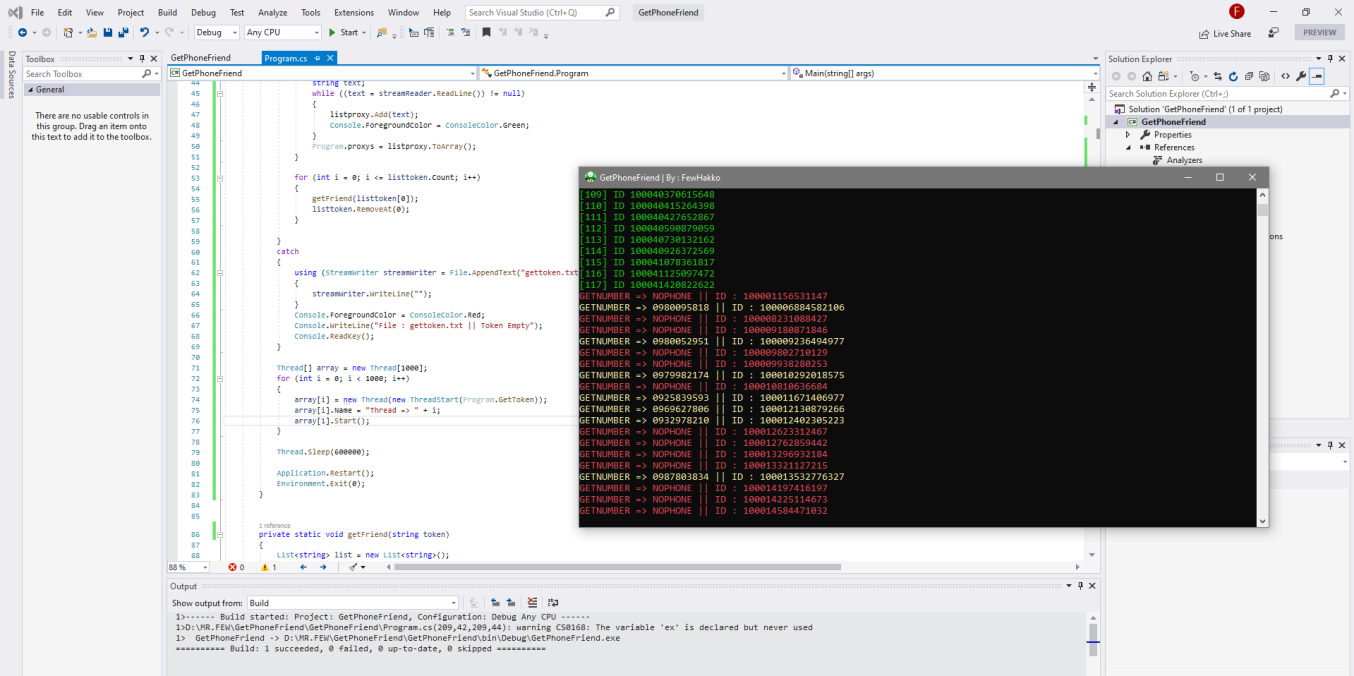 File Edit View Project Build Debug Test Analyze Tools Extensions Window Help Search Visual Studio (Ctrl+Q) GetPhoneFriend F
Debug Any CPU Start Live Share PREVIEW
Data Sources
Toolbox
Search Toolbox
General
There are no usable controls in
this group. Drag an item onto
this text to add it to the toolbox.
GetPhoneFriend Program.cs
GetPhoneFriend GetPhoneFriend.Program Main(string[] args)
44 string text;
45 while ((text = streamReader.ReadLine()) != null)
46 {
47 listproxy.Add(text);
48 Console.ForegroundColor = ConsoleColor.Green;
49 }
50 Program.proxys = listproxy.ToArray();
51 }
52
53 for (int i = 0; i <= listtoken.Count; i++)
54 {
55 getFriend(listtoken[0]);
56 listtoken.RemoveAt(0);
57 }
58
59 }
60 catch
61 {
62 using (StreamWriter streamWriter = File.AppendText("gettoken.txt
63 {
64 streamWriter.WriteLine("");
65 }
66 Console.ForegroundColor = ConsoleColor.Red;
67 Console.WriteLine("File : gettoken.txt || Token Empty");
68 Console.ReadKey();
69 }
70
71 Thread[] array = new Thread[1000];
72 for (int i = 0; i < 1000; i++)
73 {
74 array[i] = new Thread(new ThreadStart(Program.GetToken));
75 array[i].Name = "Thread => " + i;
76 array[i].Start();
77 }
78
79 Thread.Sleep(600000);
80
81 Application.Restart();
82 Environment.Exit(0);
83 }
84
85
1 reference
86 private static void getFriend(string token)
87 {
88 List<string> list = new List<string>();
88 % 0 1
GetPhoneFriend | By : FewHakko
[109] ID 100040370615648
[110] ID 100040415264398
[111] ID 100040427652867
[112] ID 100040590879059
[113] ID 100040730132162
[114] ID 100040926372569
[115] ID 100041078361817
[116] ID 100041125097472
[117] ID 100041420822622
GETNUMBER => NOPHONE || ID : 100001156531147
GETNUMBER => 0980095818 || ID : 100006884582106
GETNUMBER => NOPHONE || ID : 100008231088427
GETNUMBER => NOPHONE || ID : 100009180871846
GETNUMBER => 0980052951 || ID : 100009236494977
GETNUMBER => NOPHONE || ID : 100009802710129
GETNUMBER => NOPHONE || ID : 100009938280253
GETNUMBER => 0979982174 || ID : 100010292018575
GETNUMBER => NOPHONE || ID : 100010810636684
GETNUMBER => 0925839593 || ID : 100011671406977
GETNUMBER => 0969627806 || ID : 100012130879266
GETNUMBER => 0932978210 || ID : 100012402305223
GETNUMBER => NOPHONE || ID : 100012623312467
GETNUMBER => NOPHONE || ID : 100012762859442
GETNUMBER => NOPHONE || ID : 100013296932184
GETNUMBER => NOPHONE || ID : 100013321127215
GETNUMBER => 0987803834 || ID : 100013532776327
GETNUMBER => NOPHONE || ID : 100014197416197
GETNUMBER => NOPHONE || ID : 100014225114673
GETNUMBER => NOPHONE || ID : 100014584471032
Solution Explorer
Search Solution Explorer (Ctrl+;)
Solution 'GetPhoneFriend' (1 of 1 project)
GetPhoneFriend
Properties
References
Analyzers
ons
Output
Show output from: Build
1>------ Build started: Project: GetPhoneFriend, Configuration: Debug Any CPU ------
1>D:\MR.FEW\GetPhoneFriend\GetPhoneFriend\Program.cs(209,42,209,44): warning CS0168: The variable 'ex' is declared but never used
1> GetPhoneFriend -> D:\MR.FEW\GetPhoneFriend\GetPhoneFriend\bin\Debug\GetPhoneFriend.exe
========== Build: 1 succeeded, 0 failed, 0 up-to-date, 0 skipped ==========